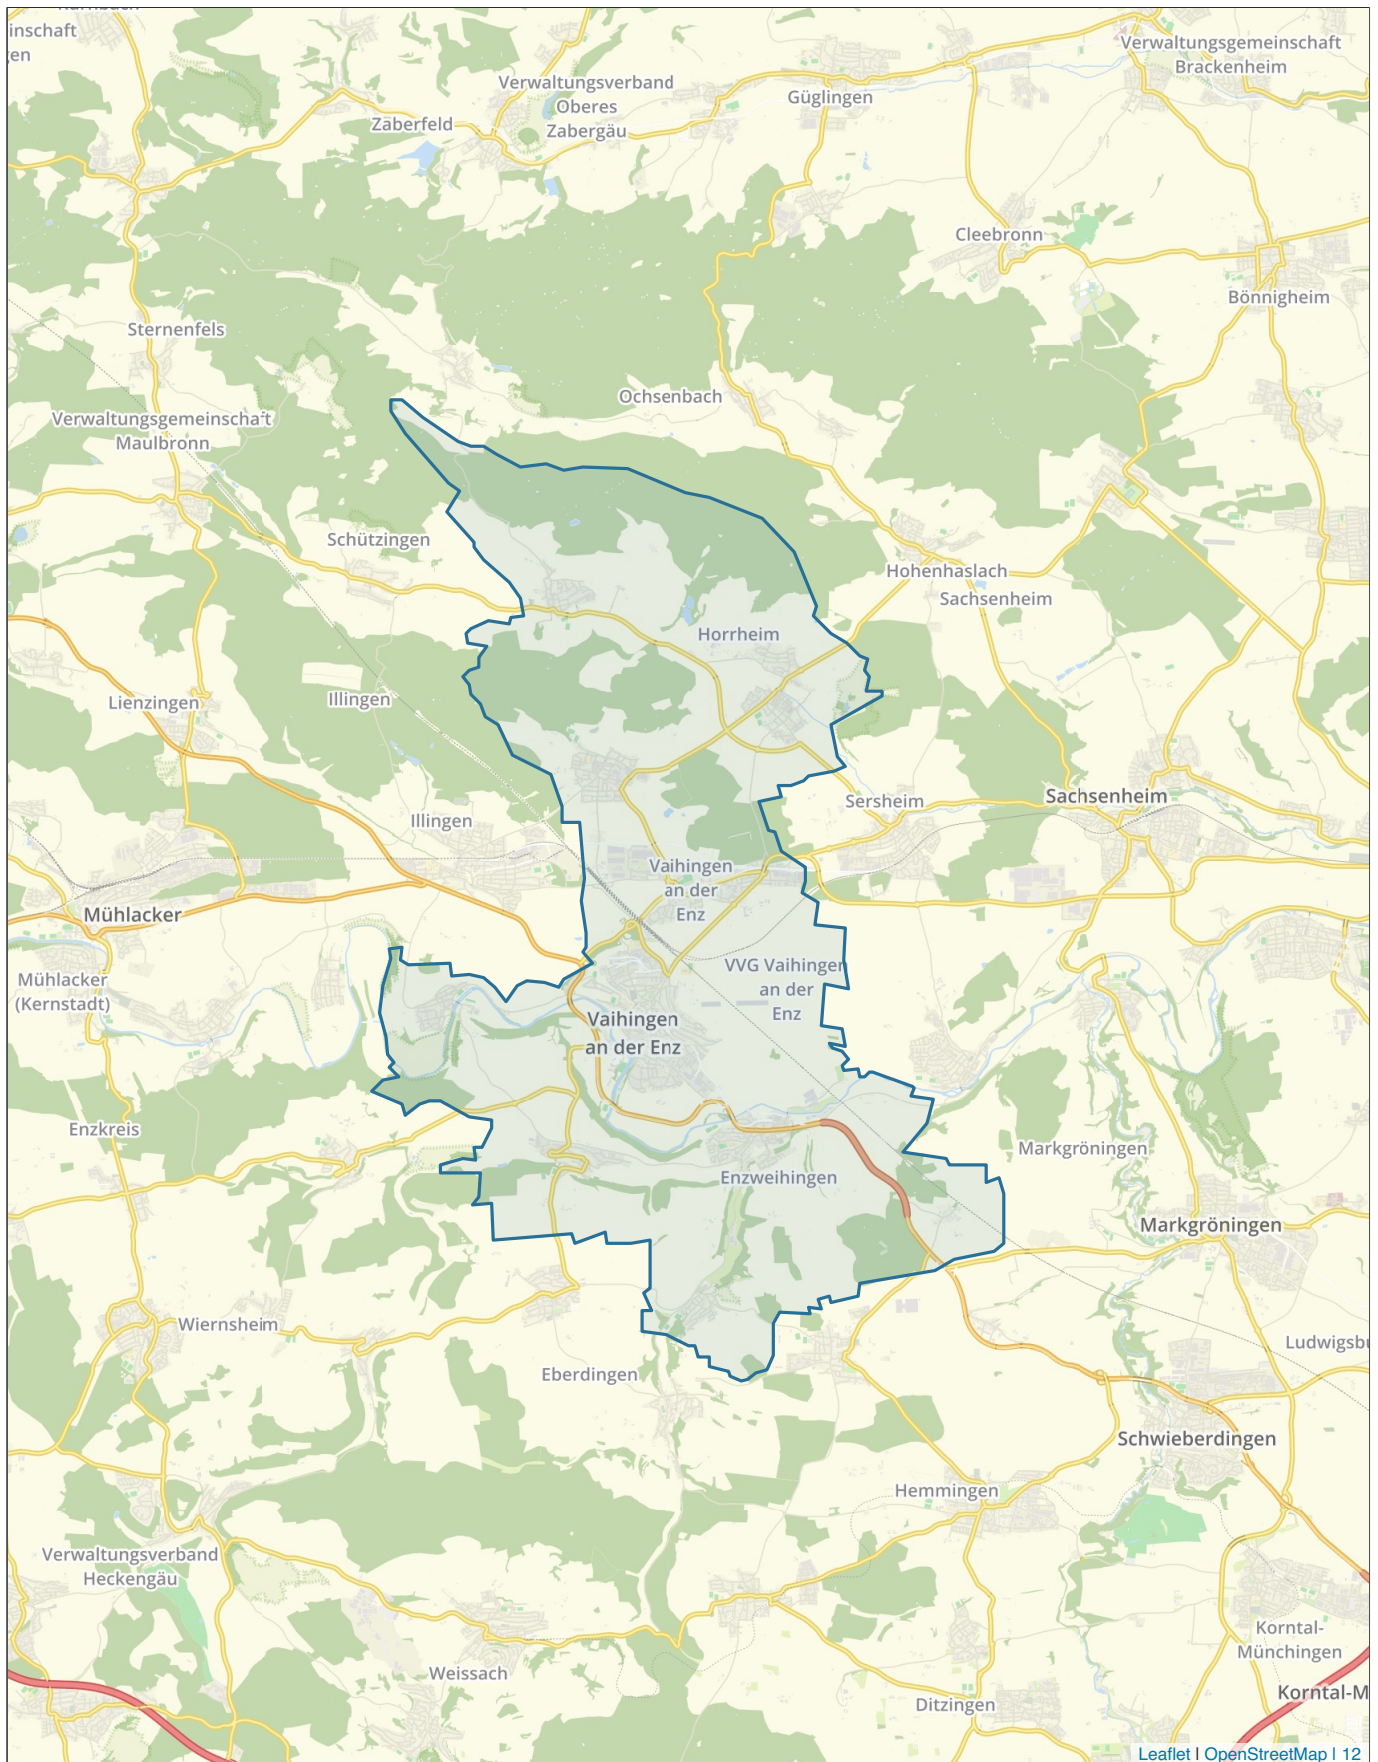 inschaft
Verwaltungsgemeinschaft
Brackenheim
Verwaltungsverband
Oberes
Zabergäu
Güglingen
Zaberfeld
Cleebronn
Bönnigheim
Sternenfels
Ochsenbach
Verwaltungsgemeinschaft
Maulbronn
Schützingen
Hohenhaslach
Sachsenheim
Horrheim
Illingen
Lienzingen
Sachsenheim
Sersheim
Illingen
Vaihingen
an der
Enz
Mühlacker
VVG Vaihingen
an der
Enz
Mühlacker
(Kernstadt)
Vaihingen
an der Enz
Enzkreis
Markgröningen
Enzweihingen
Markgröningen
Wiernsheim
Ludwigsbu
Eberdingen
Schwieberdingen
Hemmingen
Verwaltungsverband
Heckengäu
Korntal-
Münchingen
Weissach
Korntal-M
Ditzingen
Leaflet | OpenStreetMap | 12